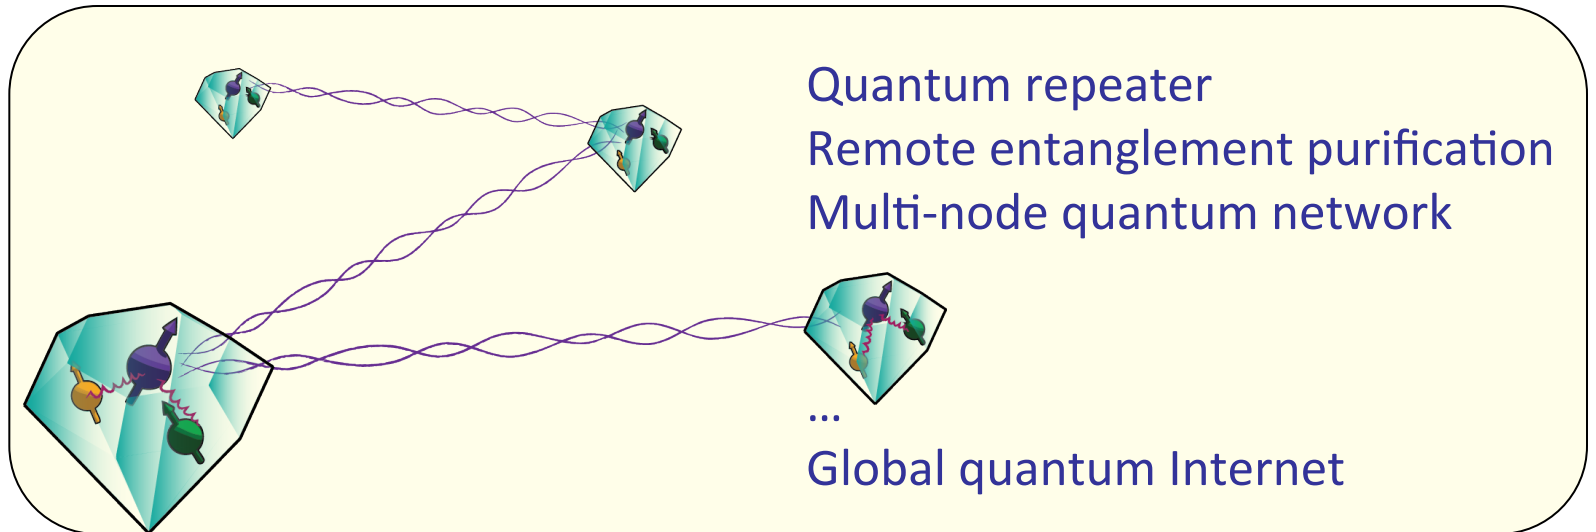 Quantum repeater
Remote entanglement purification
Multi-node quantum network
...
Global quantum Internet